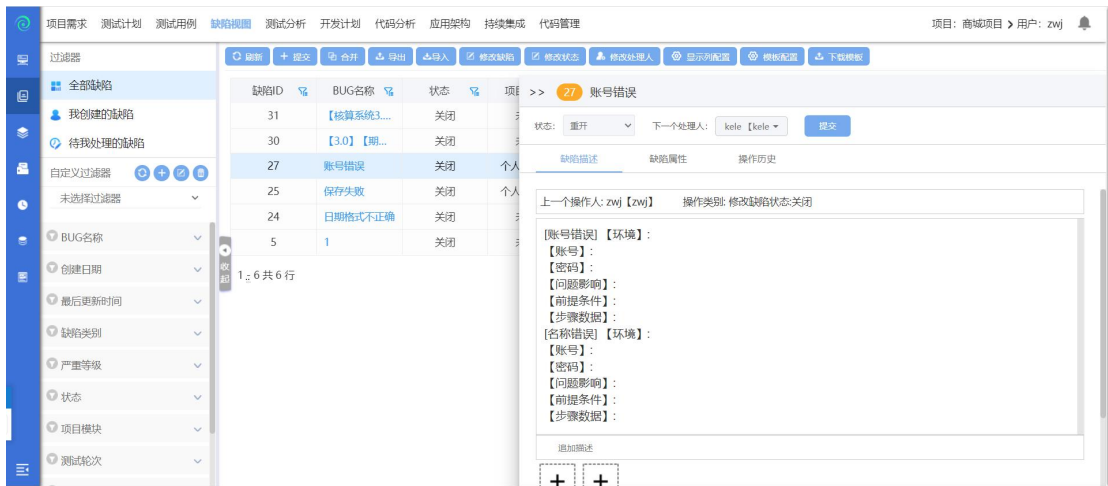 项目需求 测试计划 测试用例 缺陷视图 测试分析 开发计划 代码分析 应用架构 持续集成 代码管理 项目：商城项目 > 用户：zwj
过滤器
刷新 + 提交 合并 导出 导入 修改缺陷 修改状态 修改处理人 显示列配置 模板配置 下载模板
全部缺陷
我创建的缺陷
待我处理的缺陷
自定义过滤器
未选择过滤器
BUG名称
创建日期
最后更新时间
缺陷类别
严重等级
状态
项目模块
测试轮次
收起
缺陷ID BUG名称 状态
31 【核算系统3.... 关闭
30 【3.0】【期... 关闭
27 账号错误 关闭 个人
25 保存失败 关闭 个人
24 日期格式不正确 关闭
5 1 关闭
1 - 6 共 6 行
>> 27 账号错误
状态： 重开 下一个处理人： kele【kele 提交
缺陷描述 缺陷属性 操作历史
上一个操作人: zwj【zwj】 操作类别: 修改缺陷状态:关闭
[账号错误]【环境】:
【账号】:
【密码】:
【问题影响】:
【前提条件】:
【步骤数据】:
[名称错误]【环境】:
【账号】:
【密码】:
【问题影响】:
【前提条件】:
【步骤数据】:
追加描述
+ +